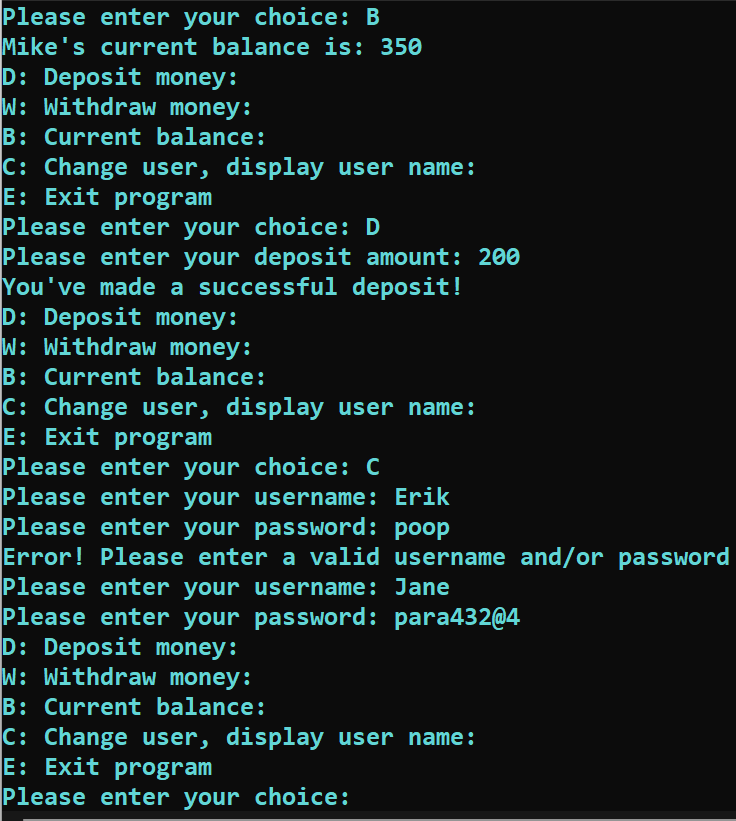 Please enter your choice: B
Mike's current balance is: 350
D: Deposit money:
W: Withdraw money:
B: Current balance:
C: Change user, display user name:
E: Exit program
Please enter your choice: D
Please enter your deposit amount: 200
You've made a successful deposit!
D: Deposit money:
W: Withdraw money:
B: Current balance:
C: Change user, display user name:
E: Exit program
Please enter your choice: C
Please enter your username: Erik
Please enter your password: poop
Error! Please enter a valid username and/or password
Please enter your username: Jane
Please enter your password: para432@4
D: Deposit money:
W: Withdraw money:
B: Current balance:
C: Change user, display user name:
E: Exit program
Please enter your choice: